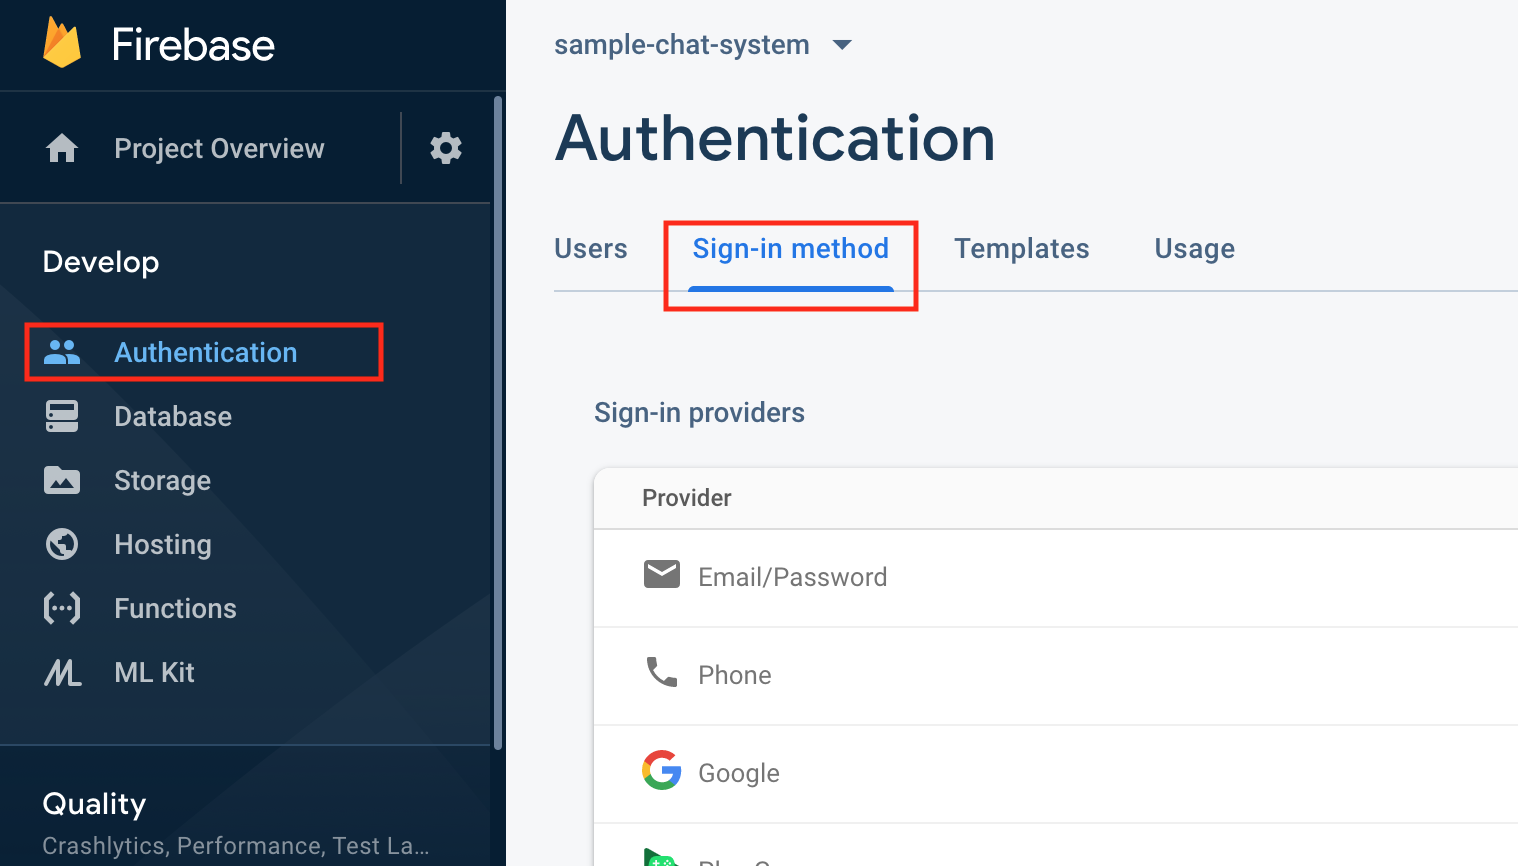 Firebase
Project Overview
Develop
Authentication
Database
Storage
Hosting
Functions
ML Kit
Quality
Crashlytics, Performance, Test La...
sample-chat-system
Authentication
Users
Sign-in method
Templates
Usage
Sign-in providers
Provider
Email/Password
Phone
Google